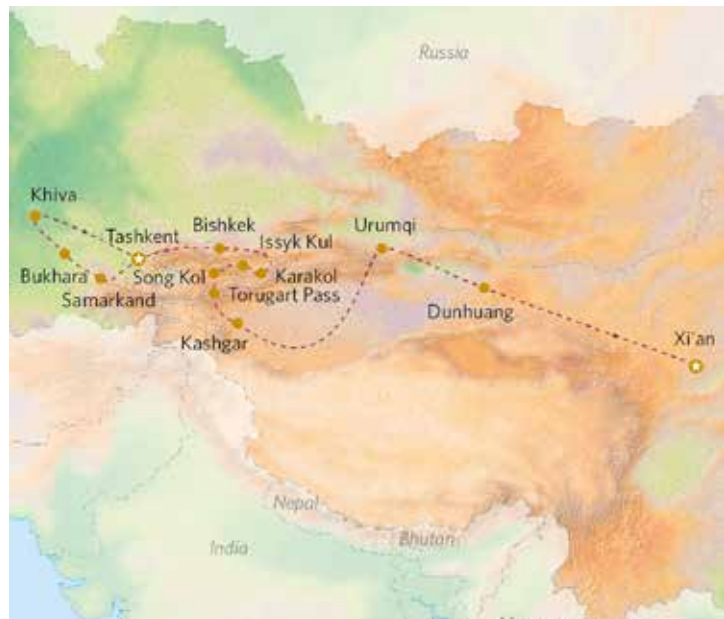 Russia
Khiva
Tashkent
Bishkek
Urumqi
Issyk Kul
Bukhara
Song Kol
Karakol
Samarkand
Torugart Pass
Dunhuang
Kashgar
Xi'an
Nepal
Bhutan
India